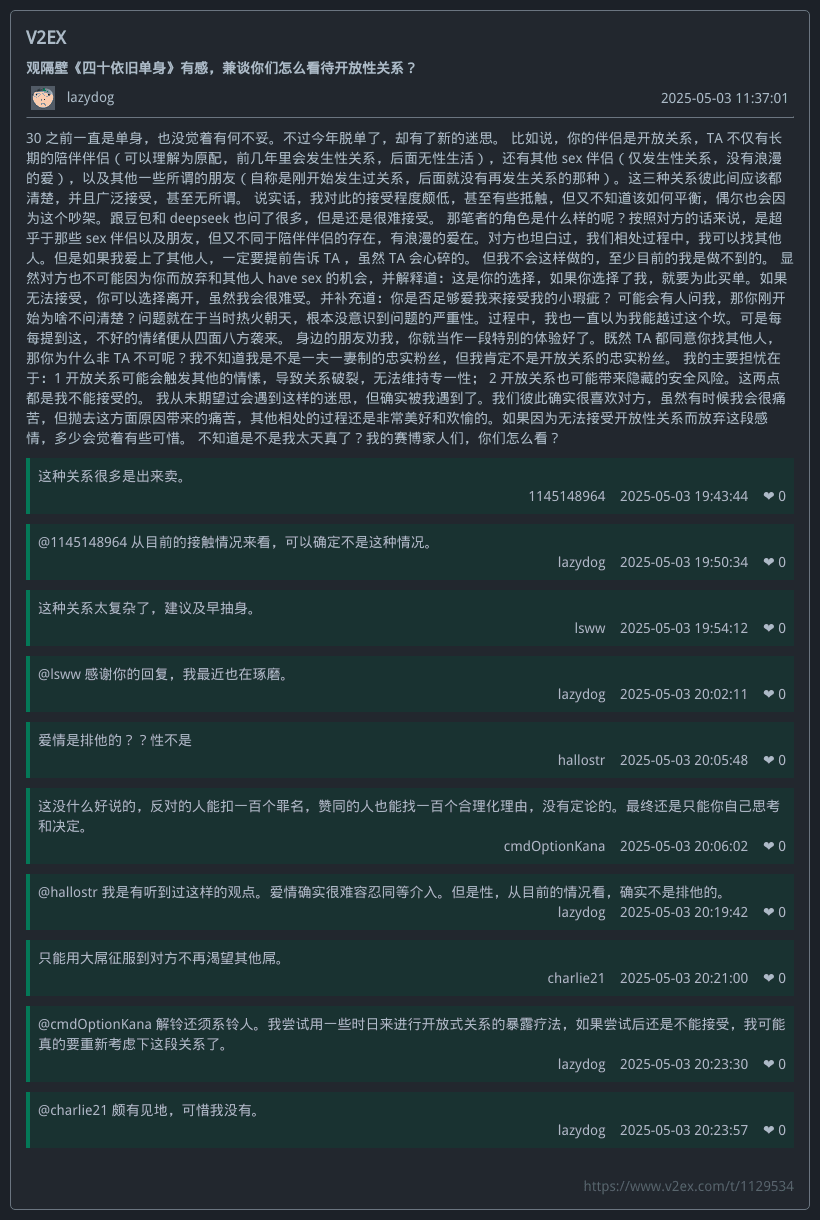 V2EX
观隔壁《四十依旧单身》有感，兼谈你们怎么看待开放性关系？
lazydog 2025-05-03 11:37:01
30 之前一直是单身，也没觉着有何不妥。不过今年脱单了，却有了新的迷思。 比如说，你的伴侣是开放关系，TA 不仅有长
期的陪伴伴侣（可以理解为原配，前几年里会发生性关系，后面无性生活），还有其他 sex 伴侣（仅发生性关系，没有浪漫
的爱），以及其他一些所谓的朋友（自称是刚开始发生过关系，后面就没有再发生关系的那种）。这三种关系彼此间应该都
清楚，并且广泛接受，甚至无所谓。 说实话，我对此的接受程度颇低，甚至有些抵触，但又不知道该如何平衡，偶尔也会因
为这个吵架。跟豆包和 deepseek 也问了很多，但是还是很难接受。 那笔者的角色是什么样的呢？按照对方的话来说，是超
乎于那些 sex 伴侣以及朋友，但又不同于陪伴伴侣的存在，有浪漫的爱在。对方也坦白过，我们相处过程中，我可以找其他
人。但是如果我爱上了其他人，一定要提前告诉 TA ，虽然 TA 会心碎的。 但我不会这样做的，至少目前的我是做不到的。 显
然对方也不可能因为你而放弃和其他人 have sex 的机会，并解释道：这是你的选择，如果你选择了我，就要为此买单。如果
无法接受，你可以选择离开，虽然我会很难受。并补充道：你是否足够爱我来接受我的小瑕疵？ 可能会有人问我，那你刚开
始为啥不问清楚？问题就在于当时热火朝天，根本没意识到问题的严重性。过程中，我也一直以为我能越过这个坎。可是每
每提到这，不好的情绪便从四面八方袭来。 身边的朋友劝我，你就当作一段特别的体验好了。既然 TA 都同意你找其他人，
那你为什么非 TA 不可呢？我不知道我是不是一夫一妻制的忠实粉丝，但我肯定不是开放关系的忠实粉丝。 我的主要担忧在
于：1 开放关系可能会触发其他的情愫，导致关系破裂，无法维持专一性； 2 开放关系也可能带来隐藏的安全风险。这两点
都是我不能接受的。 我从未期望过会遇到这样的迷思，但确实被我遇到了。我们彼此确实很喜欢对方，虽然有时候我会很痛
苦，但抛去这方面原因带来的痛苦，其他相处的过程还是非常美好和欢愉的。如果因为无法接受开放性关系而放弃这段感
情，多少会觉着有些可惜。 不知道是不是我太天真了？我的赛博家人们，你们怎么看？
这种关系很多是出来卖。
1145148964 2025-05-03 19:43:44 ❤ 0
@1145148964 从目前的接触情况来看，可以确定不是这种情况。
lazydog 2025-05-03 19:50:34 ❤ 0
这种关系太复杂了，建议及早抽身。
lsww 2025-05-03 19:54:12 ❤ 0
@lsww 感谢你的回复，我最近也在琢磨。
lazydog 2025-05-03 20:02:11 ❤ 0
爱情是排他的？？性不是
hallostr 2025-05-03 20:05:48 ❤ 0
这没什么好说的，反对的人能扣一百个罪名，赞同的人也能找一百个合理化理由，没有定论的。最终还是只能你自己思考
和决定。
cmdOptionKana 2025-05-03 20:06:02 ❤ 0
@hallostr 我是有听到过这样的观点。爱情确实很难容忍同等介入。但是性，从目前的情况看，确实不是排他的。
lazydog 2025-05-03 20:19:42 ❤ 0
只能用大屌征服到对方不再渴望其他屌。
charlie21 2025-05-03 20:21:00 ❤ 0
@cmdOptionKana 解铃还须系铃人。我尝试用一些时日来进行开放式关系的暴露疗法，如果尝试后还是不能接受，我可能
真的要重新考虑下这段关系了。
lazydog 2025-05-03 20:23:30 ❤ 0
@charlie21 颇有见地，可惜我没有。
lazydog 2025-05-03 20:23:57 ❤ 0
https://www.v2ex.com/t/1129534